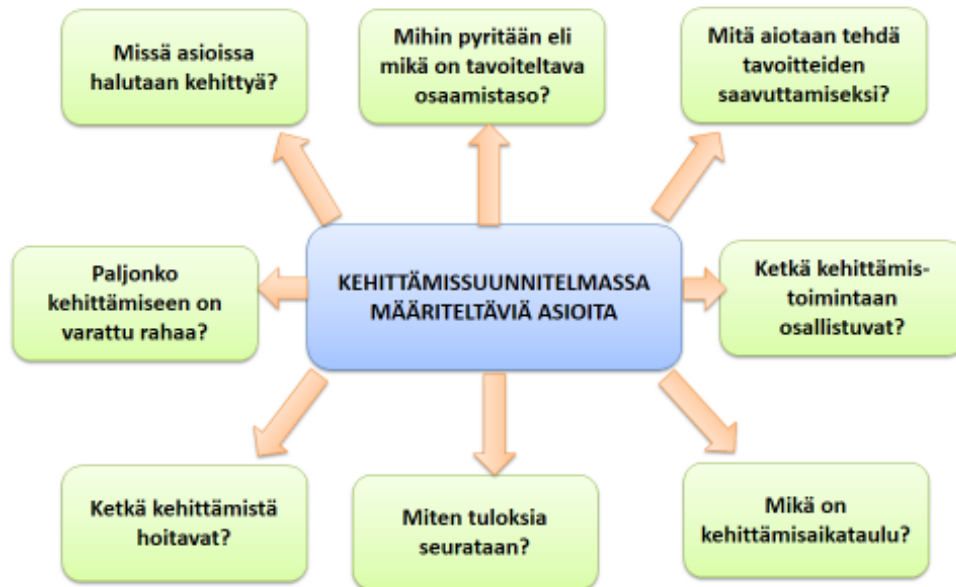 Missä asioissa
halutaan kehittyä?
Mihin pyritään eli
mikä on tavoiteltava
osaamistaso?
Mitä aiotaan tehdä
tavoitteiden
saavuttamiseksi?
Paljonko
kehittämiseen on
varattu rahaa?
KEHITTÄMISSUUNNITELMASSA
MÄÄRITELTÄVIÄ ASIOITA
Ketkä kehittämis-
toimintaan
osallistuvat?
Ketkä kehittämistä
hoitavat?
Miten tuloksia
seurataan?
Mikä on
kehittämisaikataulu?